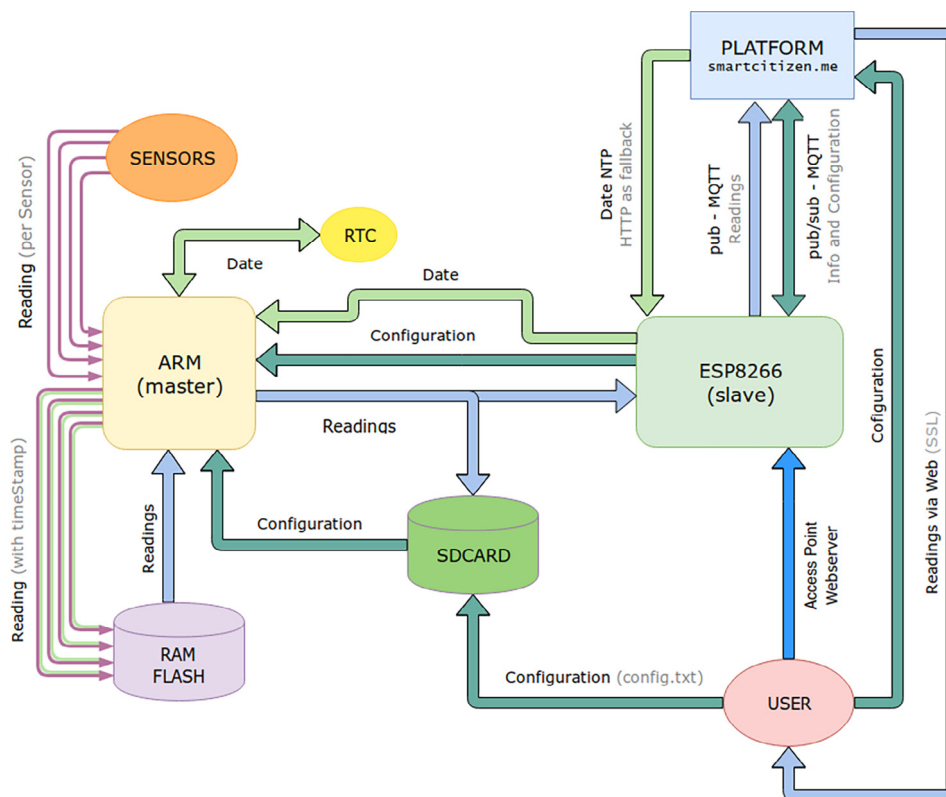 PLATFORM
smartcitizen.me
SENSORS
Reading (per Sensor)
RTC
Date
Date NTP
HTTP as fallback
pub - MQTT
Readings
pub/sub - MQTT
Info and Configuration
Date
Configuration
ARM
(master)
ESP8266
(slave)
Readings
Cofiguration
Readings via Web (SSL)
Reading (with timeStamp)
Readings
Configuration
SDCARD
Access Point
Webserver
RAM
FLASH
Configuration (config.txt)
USER